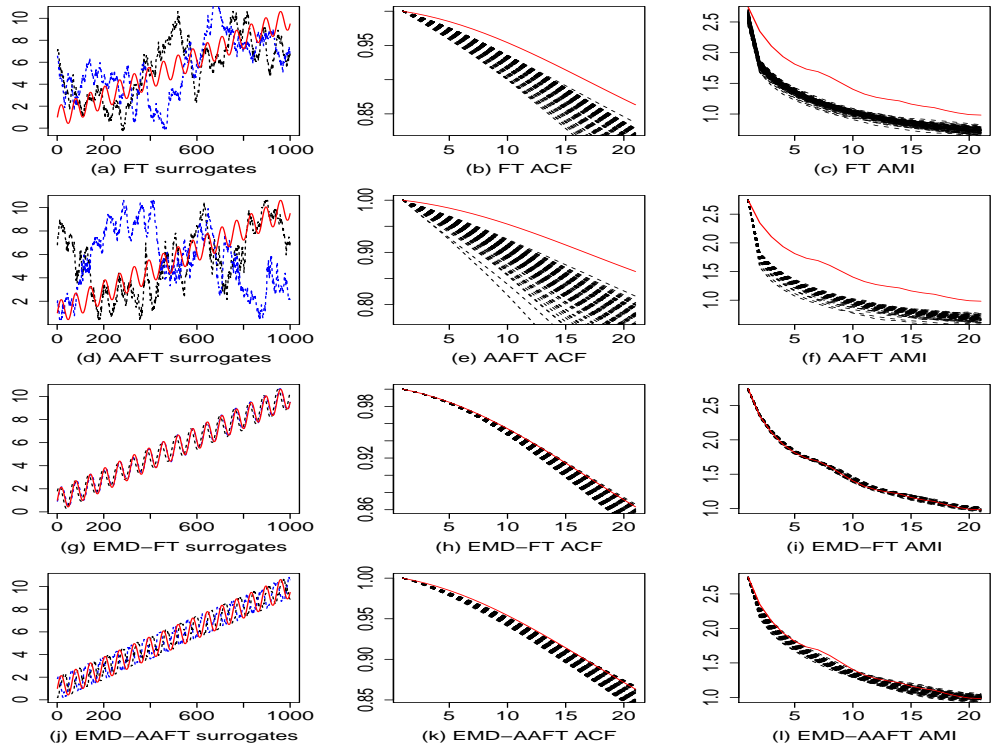 0 2 4 6 8 10
0 200 600 1000
(a) FT surrogates
0.85 0.95
5 10 15 20
(b) FT ACF
1.0 1.5 2.0 2.5
5 10 15 20
(c) FT AMI
2 4 6 8 10
0 200 600 1000
(d) AAFT surrogates
0.80 0.90 1.00
5 10 15 20
(e) AAFT ACF
1.0 1.5 2.0 2.5
5 10 15 20
(f) AAFT AMI
0 2 4 6 8 10
0 200 600 1000
(g) EMD−FT surrogates
0.86 0.92 0.98
5 10 15 20
(h) EMD−FT ACF
1.0 1.5 2.0 2.5
5 10 15 20
(i) EMD−FT AMI
0 2 4 6 8 10
0 200 600 1000
(j) EMD−AAFT surrogates
0.85 0.90 0.95 1.00
5 10 15 20
(k) EMD−AAFT ACF
1.0 1.5 2.0 2.5
5 10 15 20
(l) EMD−AAFT AMI